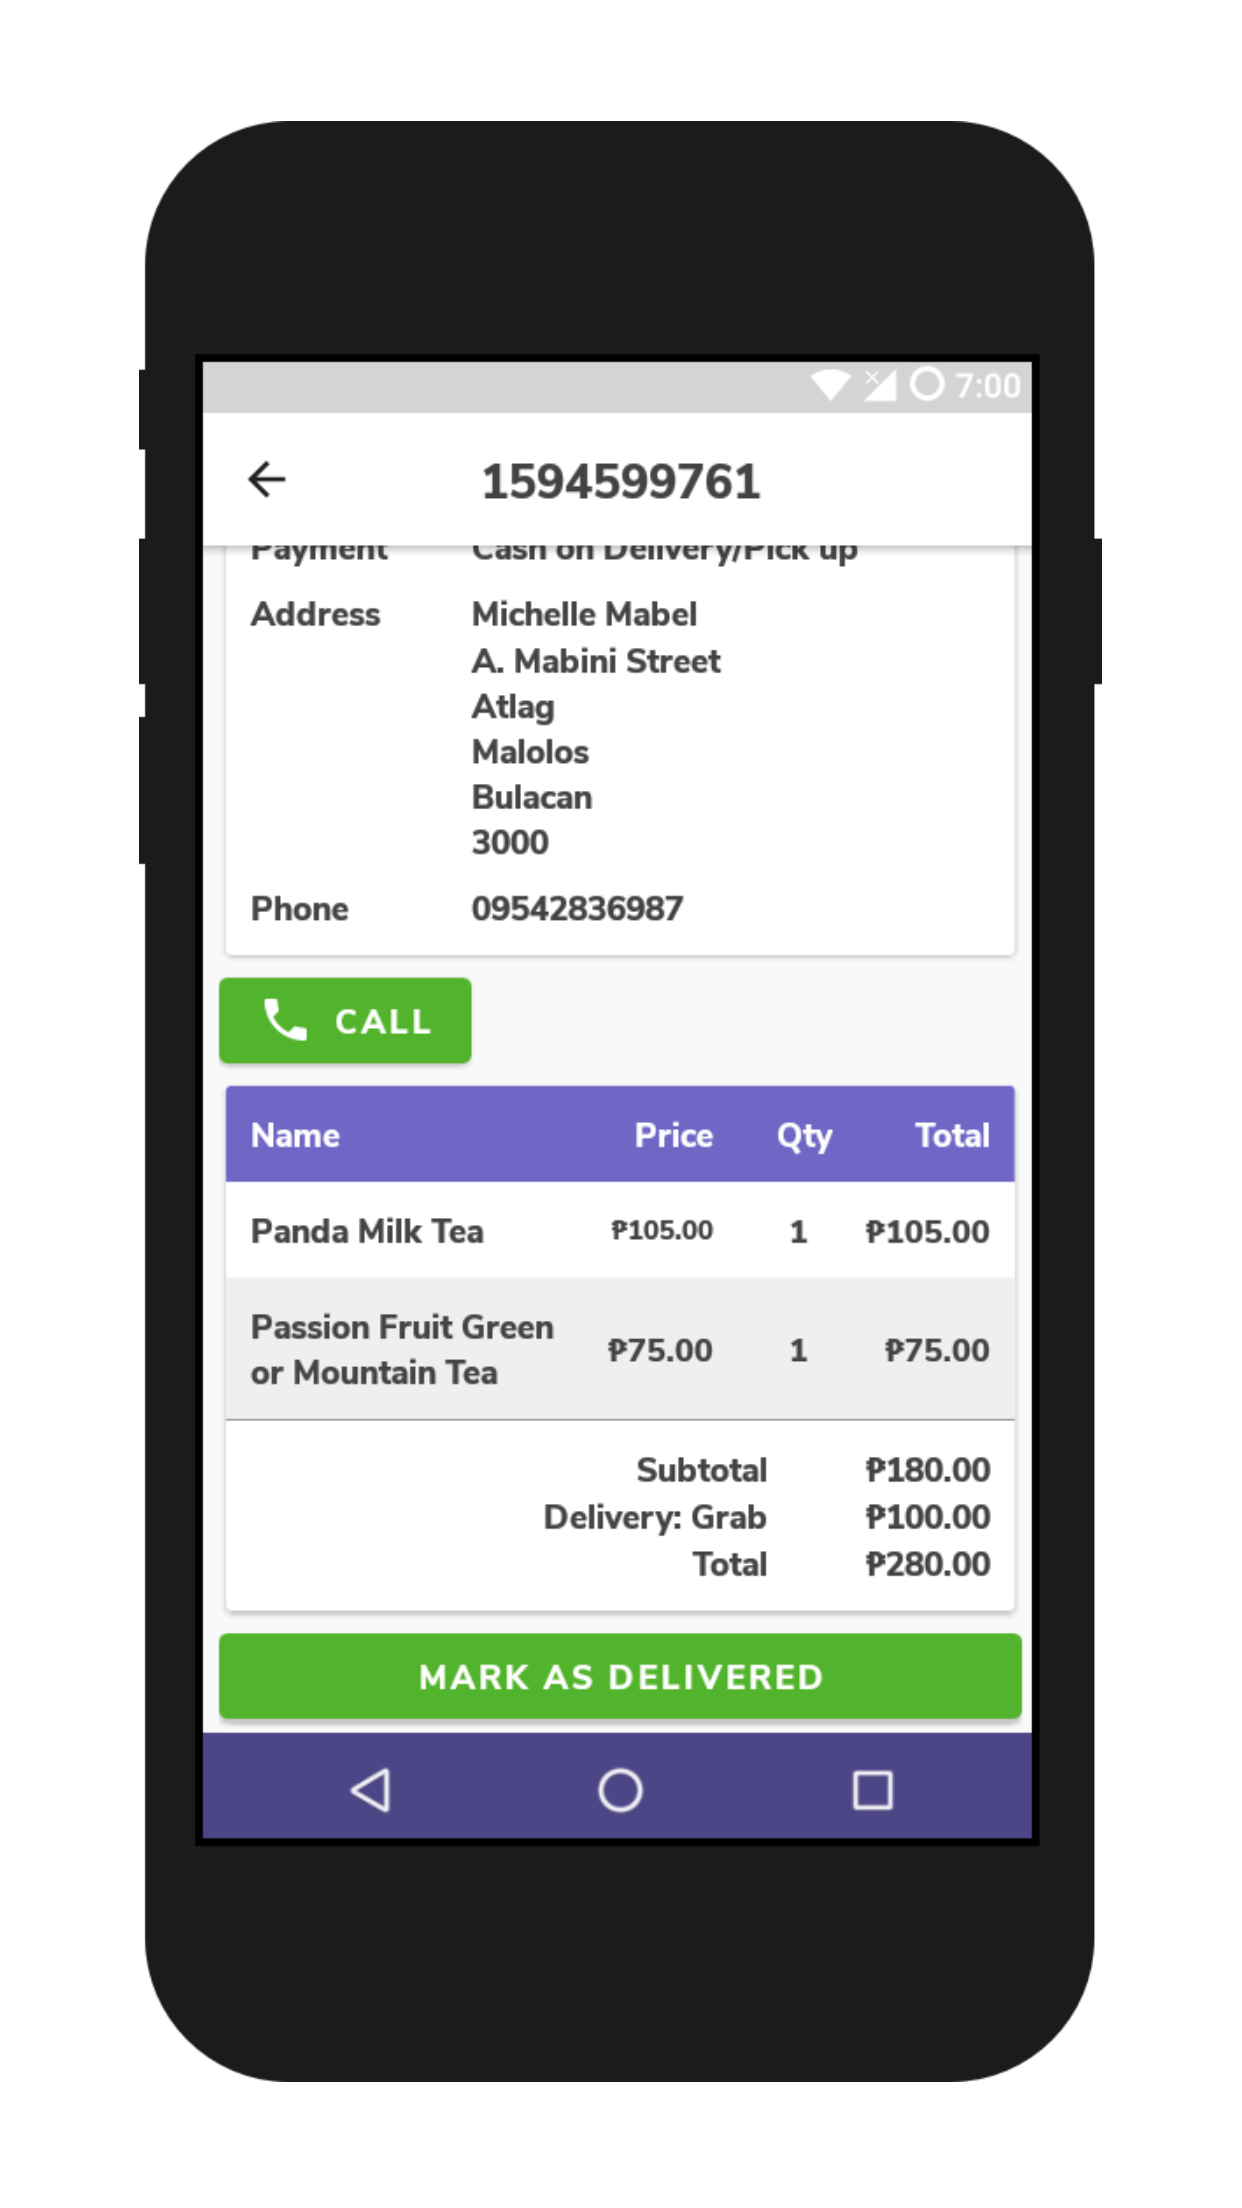 7:00
1594599761
Payment Cash on Delivery/Pick up
Address Michelle Mabel
A. Mabini Street
Atlag
Malolos
Bulacan
3000
Phone 09542836987
CALL
Name Price Qty Total
Panda Milk Tea ₱105.00 1 ₱105.00
Passion Fruit Green
or Mountain Tea ₱75.00 1 ₱75.00
Subtotal ₱180.00
Delivery: Grab ₱100.00
Total ₱280.00
MARK AS DELIVERED